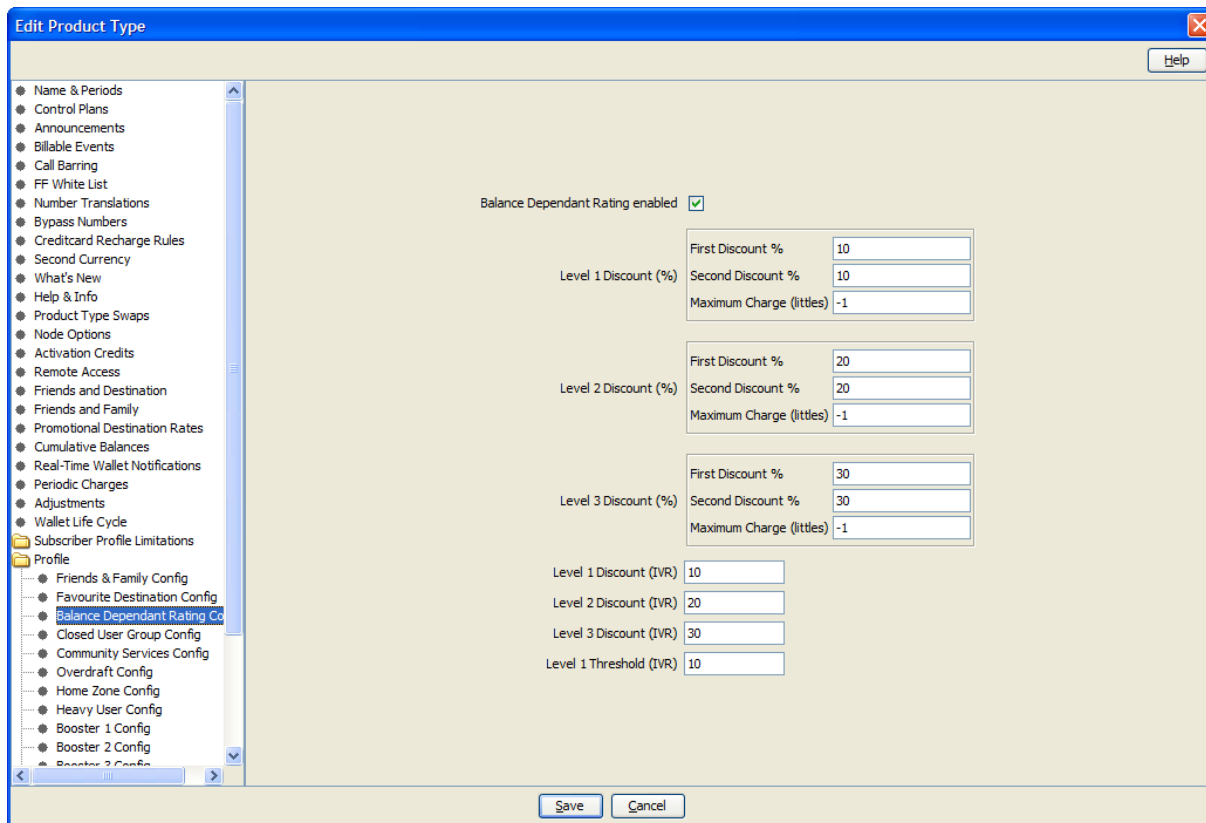 Edit Product Type
Help
Name & Periods
Control Plans
Announcements
Billable Events
Call Barring
FF White List
Number Translations
Bypass Numbers
Creditcard Recharge Rules
Second Currency
What's New
Help & Info
Product Type Swaps
Node Options
Activation Credits
Remote Access
Friends and Destination
Friends and Family
Promotional Destination Rates
Cumulative Balances
Real-Time Wallet Notifications
Periodic Charges
Adjustments
Wallet Life Cycle
Subscriber Profile Limitations
Profile
Friends & Family Config
Favourite Destination Config
Balance Dependant Rating Co
Closed User Group Config
Community Services Config
Overdraft Config
Home Zone Config
Heavy User Config
Booster 1 Config
Booster 2 Config
Booster 3 Config
Balance Dependant Rating enabled
Level 1 Discount (%)
First Discount % 10
Second Discount % 10
Maximum Charge (littles) -1
Level 2 Discount (%)
First Discount % 20
Second Discount % 20
Maximum Charge (littles) -1
Level 3 Discount (%)
First Discount % 30
Second Discount % 30
Maximum Charge (littles) -1
Level 1 Discount (IVR) 10
Level 2 Discount (IVR) 20
Level 3 Discount (IVR) 30
Level 1 Threshold (IVR) 10
Save Cancel